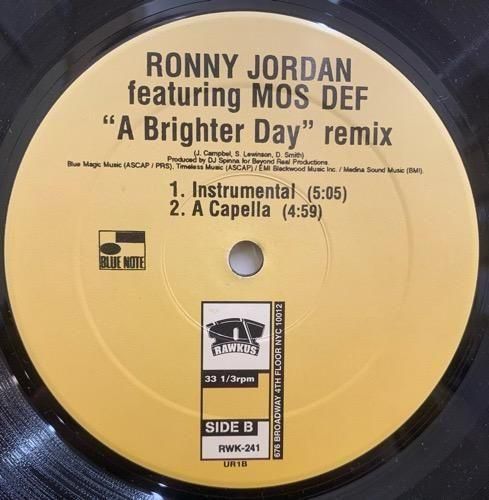 RONNY JORDAN
featuring MOS DEF
“A Brighter Day” remix
(J. Campbel, S. Lewinson, D. Smith)
Produced by DJ Spinna for Beyond Real Productions.
Blue Magic Music (ASCAP / PRS), Timeless Music (ASCAP) / EMI Blackwood Music Inc. / Medina Sound Music (BMI).
1. Instrumental (5:05)
2. A Capella (4:59)
BLUE NOTE
RAWKUS
33 1/3rpm
SIDE B
RWK-241
676 BROADWAY 4TH FLOOR NYC 10012
UR1B